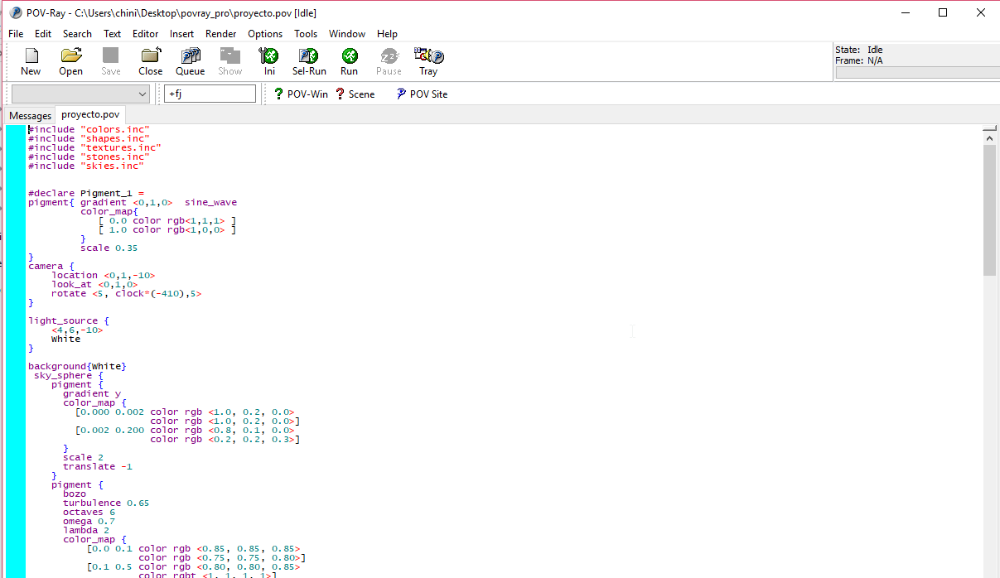 POV-Ray - C:\Users\chini\Desktop\povray_pro\proyecto.pov [Idle]
File Edit Search Text Editor Insert Render Options Tools Window Help
New Open Save Close Queue Show Ini Sel-Run Run Pause Tray
State: Idle
Frame: N/A
+fj
? POV-Win ? Scene POV Site
Messages proyecto.pov
#include "colors.inc"
#include "shapes.inc"
#include "textures.inc"
#include "stones.inc"
#include "skies.inc"
#declare Pigment_1 =
pigment{ gradient <0,1,0>  sine_wave
         color_map{
            [ 0.0 color rgb<1,1,1> ]
            [ 1.0 color rgb<1,0,0> ]
         }
         scale 0.35
}
camera {
    location <0,1,-10>
    look_at <0,1,0>
    rotate <5, clock*(-410),5>
}
light_source {
    <4,6,-10>
    White
}
background{White}
 sky_sphere {
    pigment {
      gradient y
      color_map {
        [0.000 0.002 color rgb <1.0, 0.2, 0.0>
                     color rgb <1.0, 0.2, 0.0>]
        [0.002 0.200 color rgb <0.8, 0.1, 0.0>
                     color rgb <0.2, 0.2, 0.3>]
      }
      scale 2
      translate -1
    }
    pigment {
      bozo
      turbulence 0.65
      octaves 6
      omega 0.7
      lambda 2
      color_map {
          [0.0 0.1 color rgb <0.85, 0.85, 0.85>
                   color rgb <0.75, 0.75, 0.80>]
          [0.1 0.5 color rgb <0.80, 0.80, 0.85>
                   color rgbt <1, 1, 1, 1>]